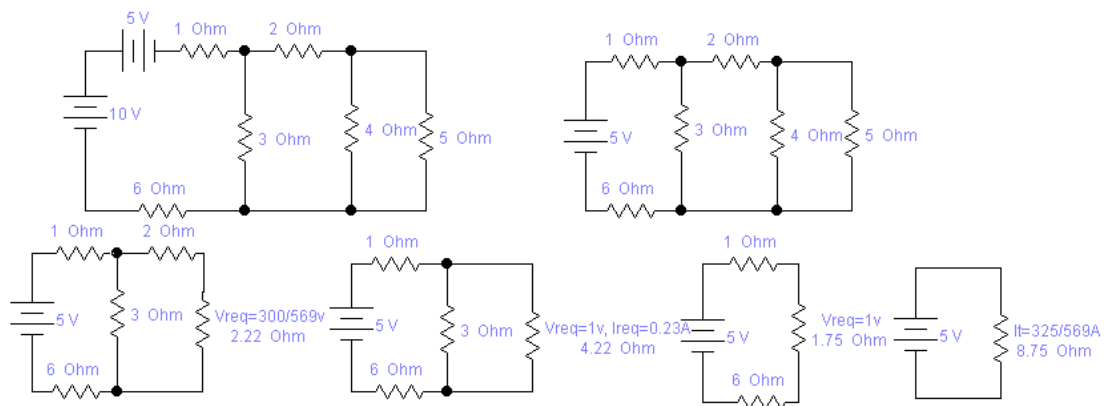 5 V
1 Ohm
2 Ohm
10 V
3 Ohm
4 Ohm
5 Ohm
6 Ohm
1 Ohm
2 Ohm
5 V
3 Ohm
4 Ohm
5 Ohm
6 Ohm
1 Ohm
2 Ohm
5 V
3 Ohm
Vreq=300/569v
2.22 Ohm
6 Ohm
1 Ohm
5 V
3 Ohm
Vreq=1v, Ireq=0.23A
4.22 Ohm
6 Ohm
1 Ohm
5 V
Vreq=1v
1.75 Ohm
6 Ohm
5 V
It=325/569A
8.75 Ohm